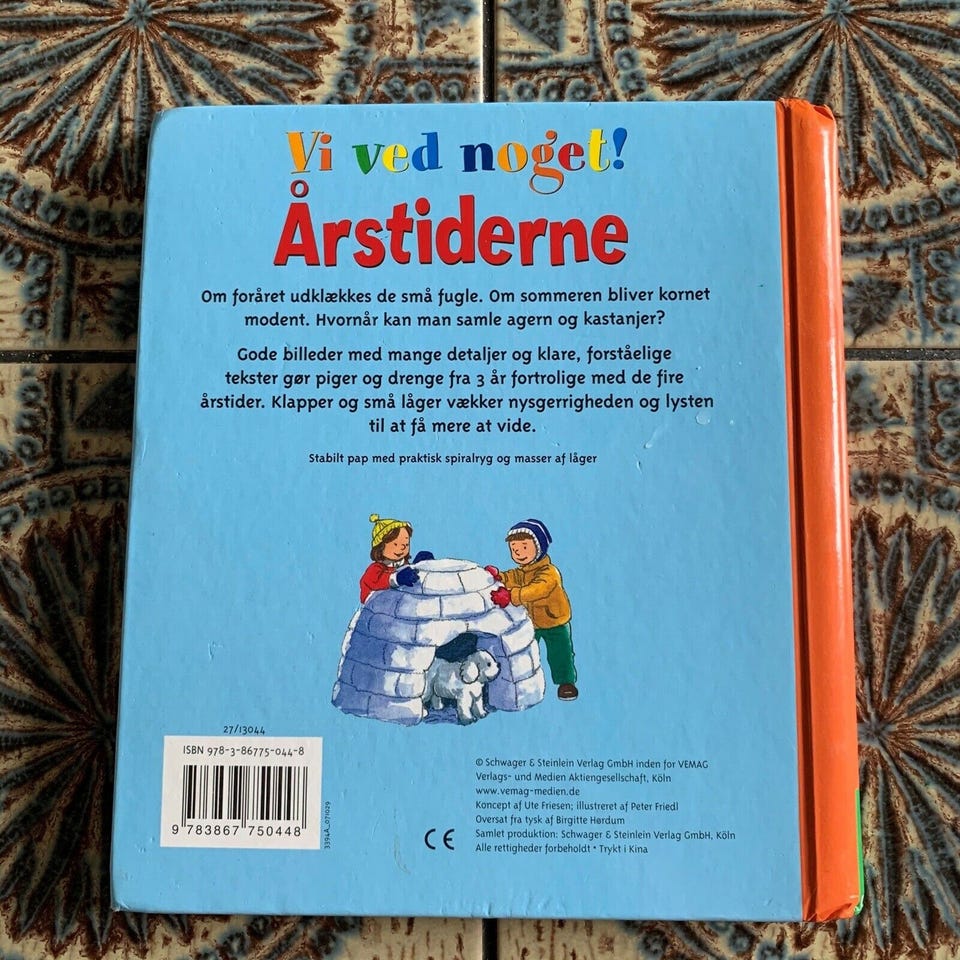 Vi ved noget!
Årstiderne
Om foråret udklækkes de små fugle. Om sommeren bliver kornet
modent. Hvornår kan man samle agern og kastanjer?
Gode billeder med mange detaljer og klare, forståelige
tekster gør piger og drenge fra 3 år fortrolige med de fire
årstider. Klapper og små låger vækker nysgerrigheden og lysten
til at få mere at vide.
Stabilt pap med praktisk spiralryg og masser af låger
27/13044
ISBN 978-3-86775-044-8
9 783867 750448
3394A_071029
CE
© Schwager & Steinlein Verlag GmbH inden for VEMAG
Verlags- und Medien Aktiengesellschaft, Köln
www.vemag-medien.de
Koncept af Ute Friesen; illustreret af Peter Friedl
Oversat fra tysk af Birgitte Hørdum
Samlet produktion: Schwager & Steinlein Verlag GmbH, Köln
Alle rettigheder forbeholdt • Trykt i Kina